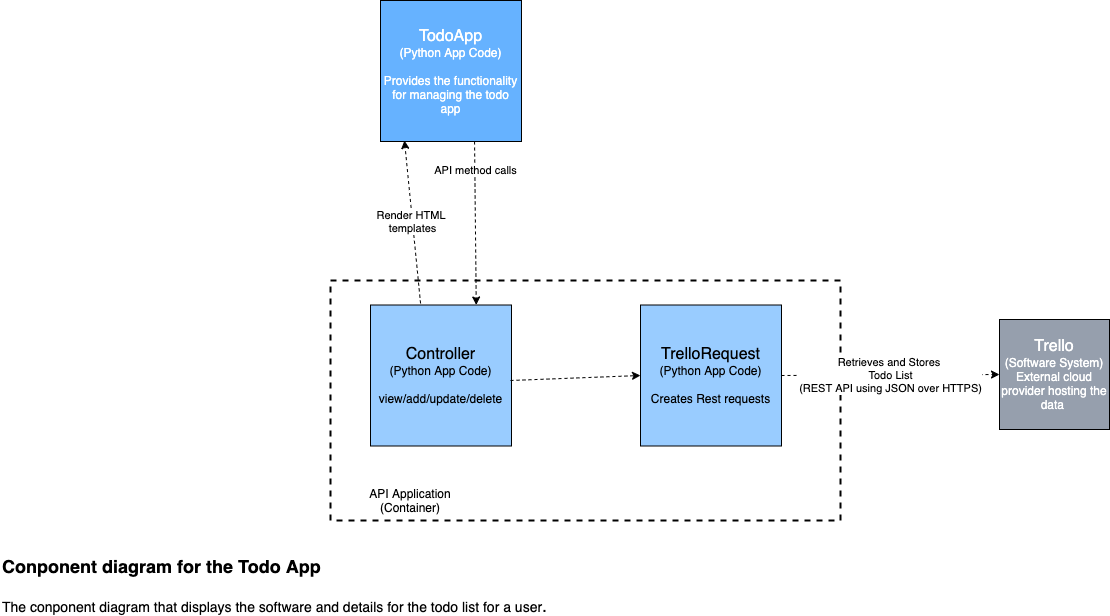 TodoApp
(Python App Code)
Provides the functionality
for managing the todo
app
API method calls
Render HTML
templates
Controller
(Python App Code)
view/add/update/delete
TrelloRequest
(Python App Code)
Creates Rest requests
Retrieves and Stores
Todo List
(REST API using JSON over HTTPS)
Trello
(Software System)
External cloud
provider hosting the
data
API Application
(Container)
Conponent diagram for the Todo App
The conponent diagram that displays the software and details for the todo list for a user.